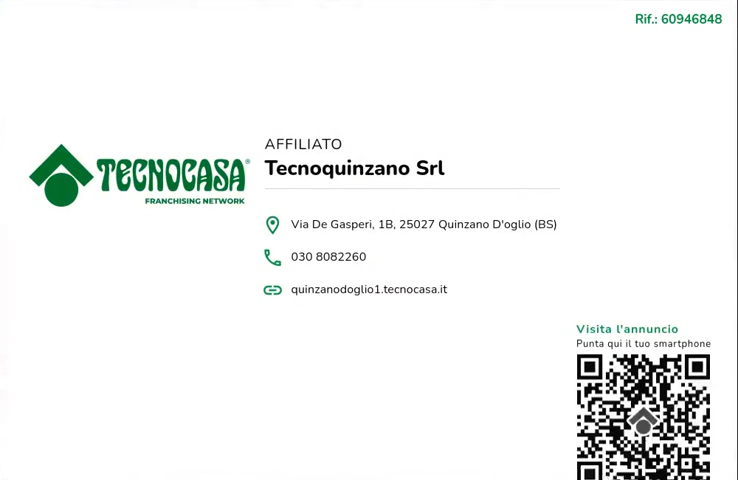 Rif.: 60946848
AFFILIATO
Tecnoquinzano Srl
TECNOCASA®
FRANCHISING NETWORK
Via De Gasperi, 1B, 25027 Quinzano D'oglio (BS)
030 8082260
quinzanodoglio1.tecnocasa.it
Visita l'annuncio
Punta qui il tuo smartphone